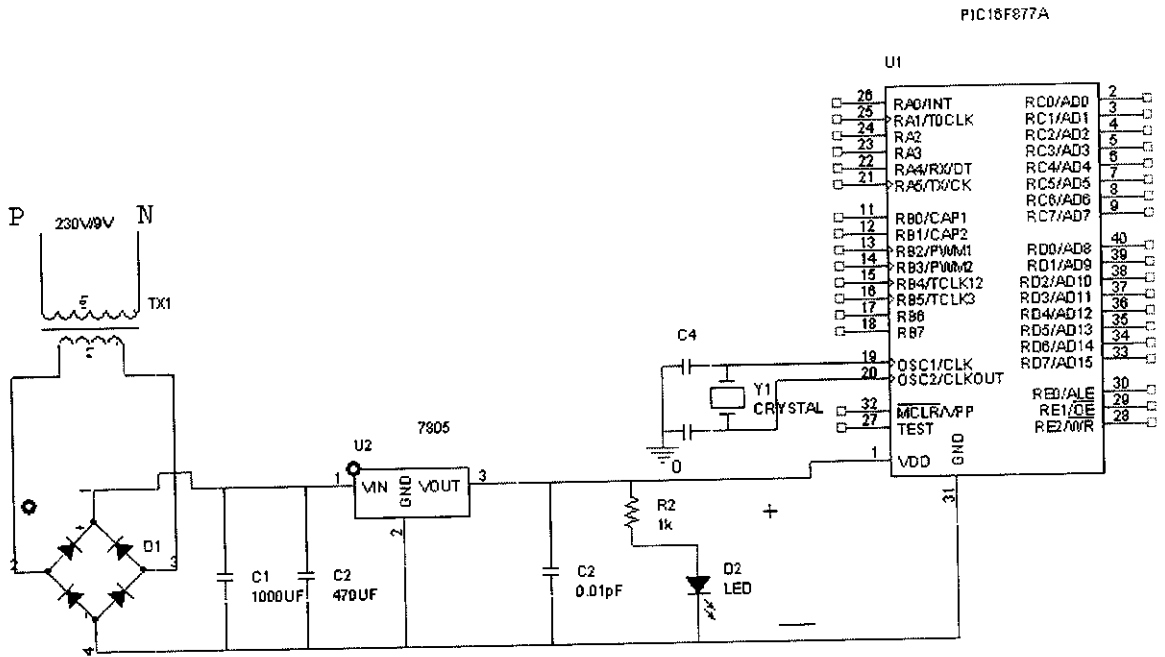 PIC16F877A
U1
26 RA0/INT
25 RA1/T0CLK
24 RA2
23 RA3
22 RA4/RX/DT
21 RA5/TX/CK
11 RB0/CAP1
12 RB1/CAP2
13 RB2/PWM1
14 RB3/PWM2
15 RB4/TCLK12
16 RB5/TCLK3
17 RB6
18 RB7
19 OSC1/CLK
20 OSC2/CLKOUT
32 MCLR/VPP
27 TEST
1 VDD
GND
31
RC0/AD0 2
RC1/AD1 3
RC2/AD2 4
RC3/AD3 5
RC4/AD4 6
RC5/AD5 7
RC6/AD6 8
RC7/AD7 9
RD0/AD8 40
RD1/AD9 39
RD2/AD10 38
RD3/AD11 37
RD4/AD12 36
RD5/AD13 35
RD6/AD14 34
RD7/AD15 33
RE0/ALE 30
RE1/OE 29
RE2/WR 28
P N
230V/9V
TX1
C4
Y1
CRYSTAL
0
7805
U2
1 VIN GND VOUT 3
2
D1
2 3
4
C1
1000UF
C2
470UF
C2
0.01pF
R2
1k
D2
LED
+